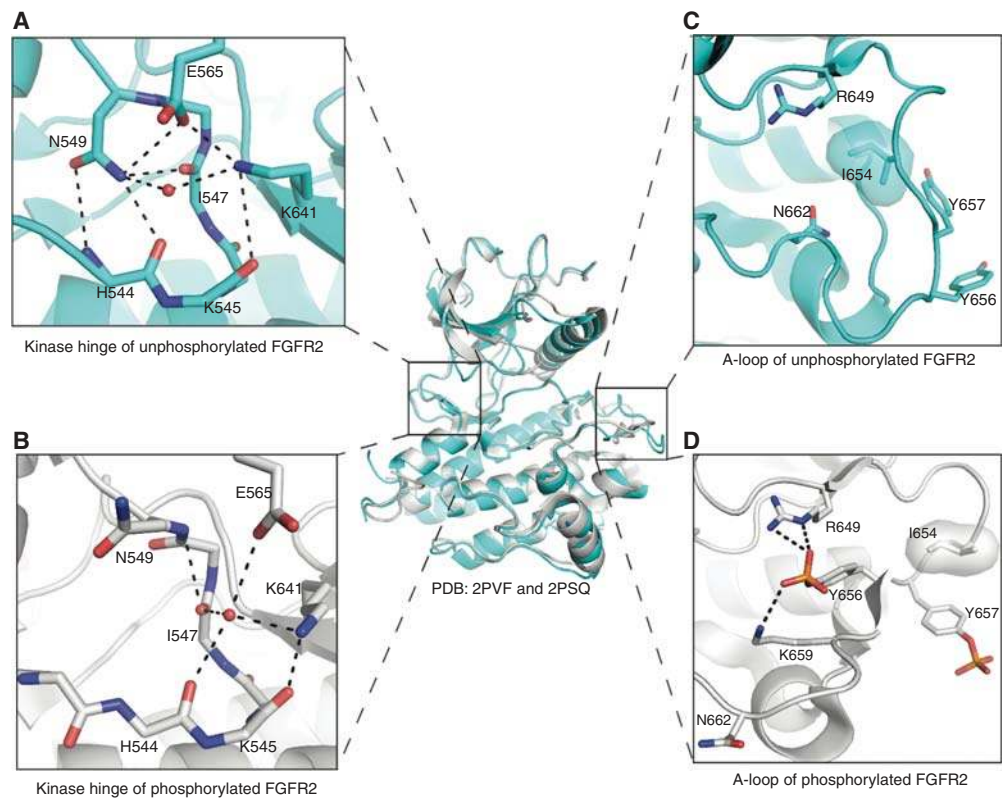 A
E565
N549
I547
K641
H544
K545
Kinase hinge of unphosphorylated FGFR2
C
R649
I654
Y657
N662
Y656
A-loop of unphosphorylated FGFR2
PDB: 2PVF and 2PSQ
B
E565
N549
K641
I547
H544
K545
Kinase hinge of phosphorylated FGFR2
D
R649
I654
Y656
Y657
K659
N662
A-loop of phosphorylated FGFR2